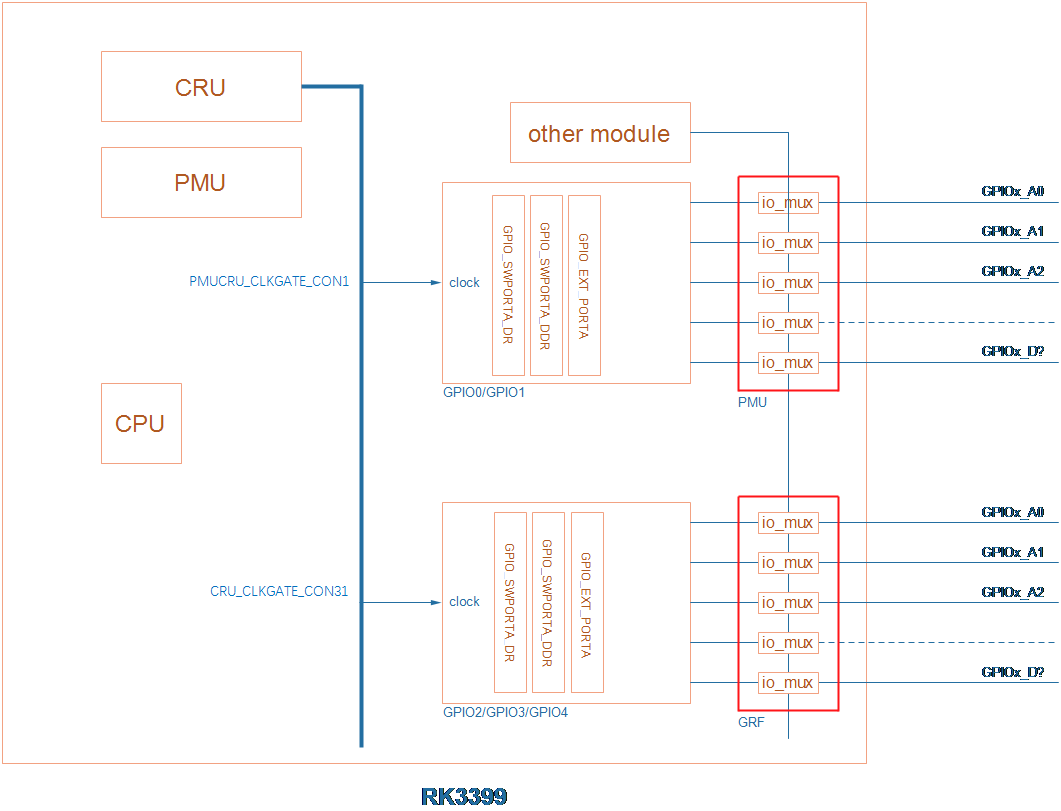 CRU
other module
PMU
io_mux
GPIOx_A0
io_mux
GPIOx_A1
PMUCRU_CLKGATE_CON1
clock
GPIO_SWPORTA_DR
GPIO_SWPORTA_DDR
GPIO_EXT_PORTA
io_mux
GPIOx_A2
io_mux
io_mux
GPIOx_D?
GPIO0/GPIO1
PMU
CPU
io_mux
GPIOx_A0
io_mux
GPIOx_A1
CRU_CLKGATE_CON31
clock
GPIO_SWPORTA_DR
GPIO_SWPORTA_DDR
GPIO_EXT_PORTA
io_mux
GPIOx_A2
io_mux
io_mux
GPIOx_D?
GPIO2/GPIO3/GPIO4
GRF
RK3399